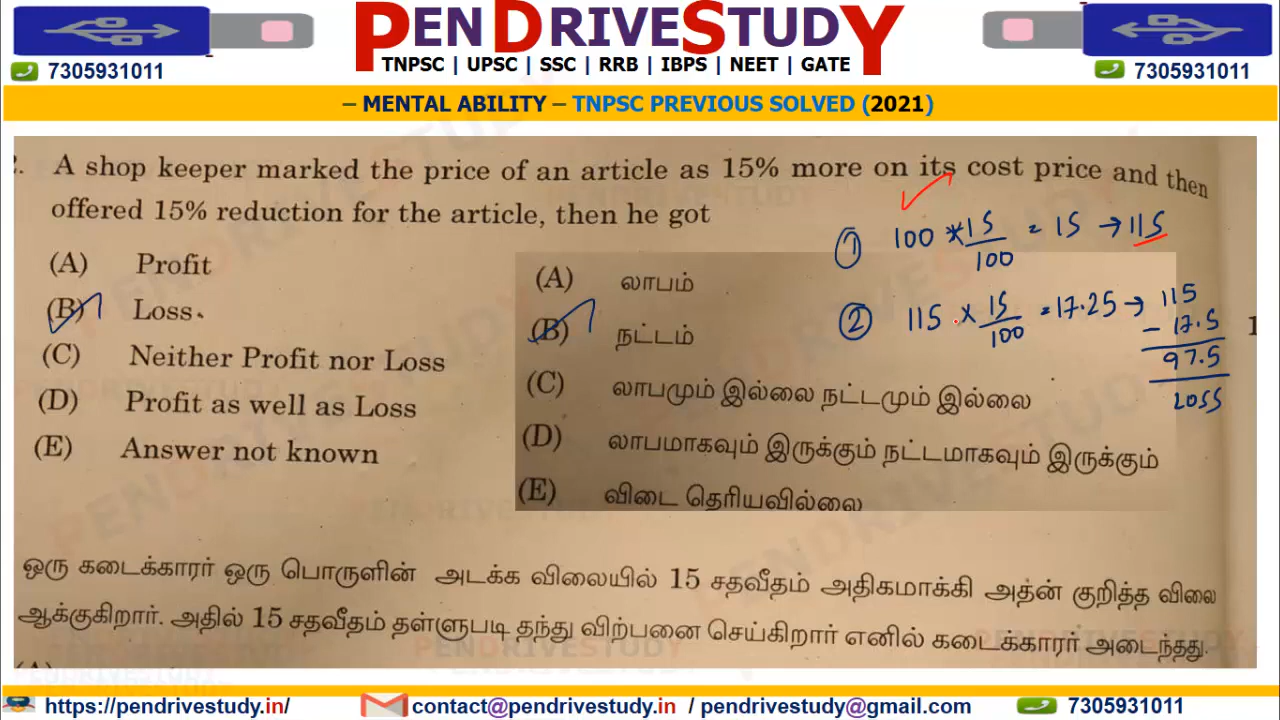 PENDRIVESTUDY
TNPSC | UPSC | SSC | RRB | IBPS | NEET | GATE
7305931011
7305931011
– MENTAL ABILITY – TNPSC PREVIOUS SOLVED (2021)
A shop keeper marked the price of an article as 15% more on its cost price and then
offered 15% reduction for the article, then he got
(A) Profit
(B) Loss
(C) Neither Profit nor Loss
(D) Profit as well as Loss
(E) Answer not known
(A) லாபம்
(B) நட்டம்
(C) லாபமும் இல்லை நட்டமும் இல்லை
(D) லாபமாகவும் இருக்கும் நட்டமாகவும் இருக்கும்
(E) விடை தெரியவில்லை
① 100 * 15/100 = 15 → 115
② 115 × 15/100 = 17.25 → 115
- 17.5
97.5
LOSS
1
ஒரு கடைக்காரர் ஒரு பொருளின் அடக்க விலையில் 15 சதவீதம் அதிகமாக்கி அத்ன் குறித்த விலை
ஆக்குகிறார். அதில் 15 சதவீதம் தள்ளுபடி தந்து விற்பனை செய்கிறார் எனில் கடைக்காரர் அடைந்தது.
https://pendrivestudy.in/
contact@pendrivestudy.in / pendrivestudy@gmail.com
7305931011